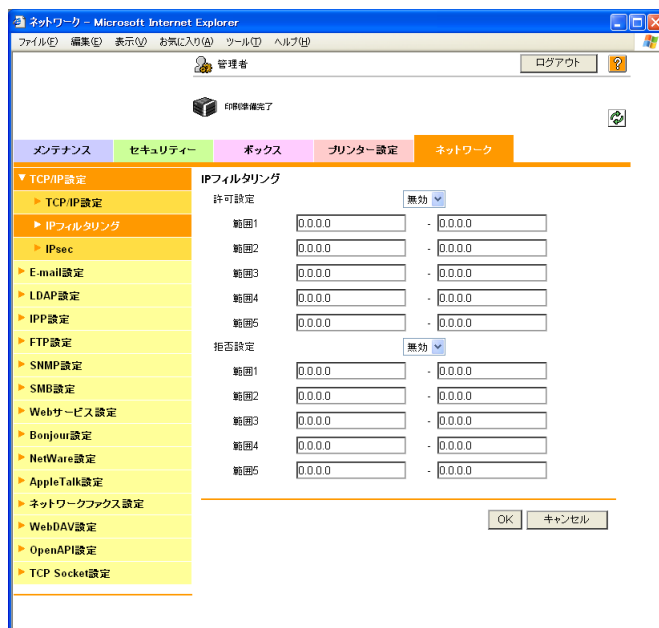 ネットワーク - Microsoft Internet Explorer
ファイル(F) 編集(E) 表示(V) お気に入り(A) ツール(T) ヘルプ(H)
管理者 ログアウト ?
印刷準備完了
メンテナンス セキュリティー ボックス プリンター設定 ネットワーク
TCP/IP設定
TCP/IP設定
IPフィルタリング
IPsec
E-mail設定
LDAP設定
IPP設定
FTP設定
SNMP設定
SMB設定
Webサービス設定
Bonjour設定
NetWare設定
AppleTalk設定
ネットワークファクス設定
WebDAV設定
OpenAPI設定
TCP Socket設定
IPフィルタリング
許可設定 無効
範囲1 0.0.0.0 - 0.0.0.0
範囲2 0.0.0.0 - 0.0.0.0
範囲3 0.0.0.0 - 0.0.0.0
範囲4 0.0.0.0 - 0.0.0.0
範囲5 0.0.0.0 - 0.0.0.0
拒否設定 無効
範囲1 0.0.0.0 - 0.0.0.0
範囲2 0.0.0.0 - 0.0.0.0
範囲3 0.0.0.0 - 0.0.0.0
範囲4 0.0.0.0 - 0.0.0.0
範囲5 0.0.0.0 - 0.0.0.0
OK キャンセル